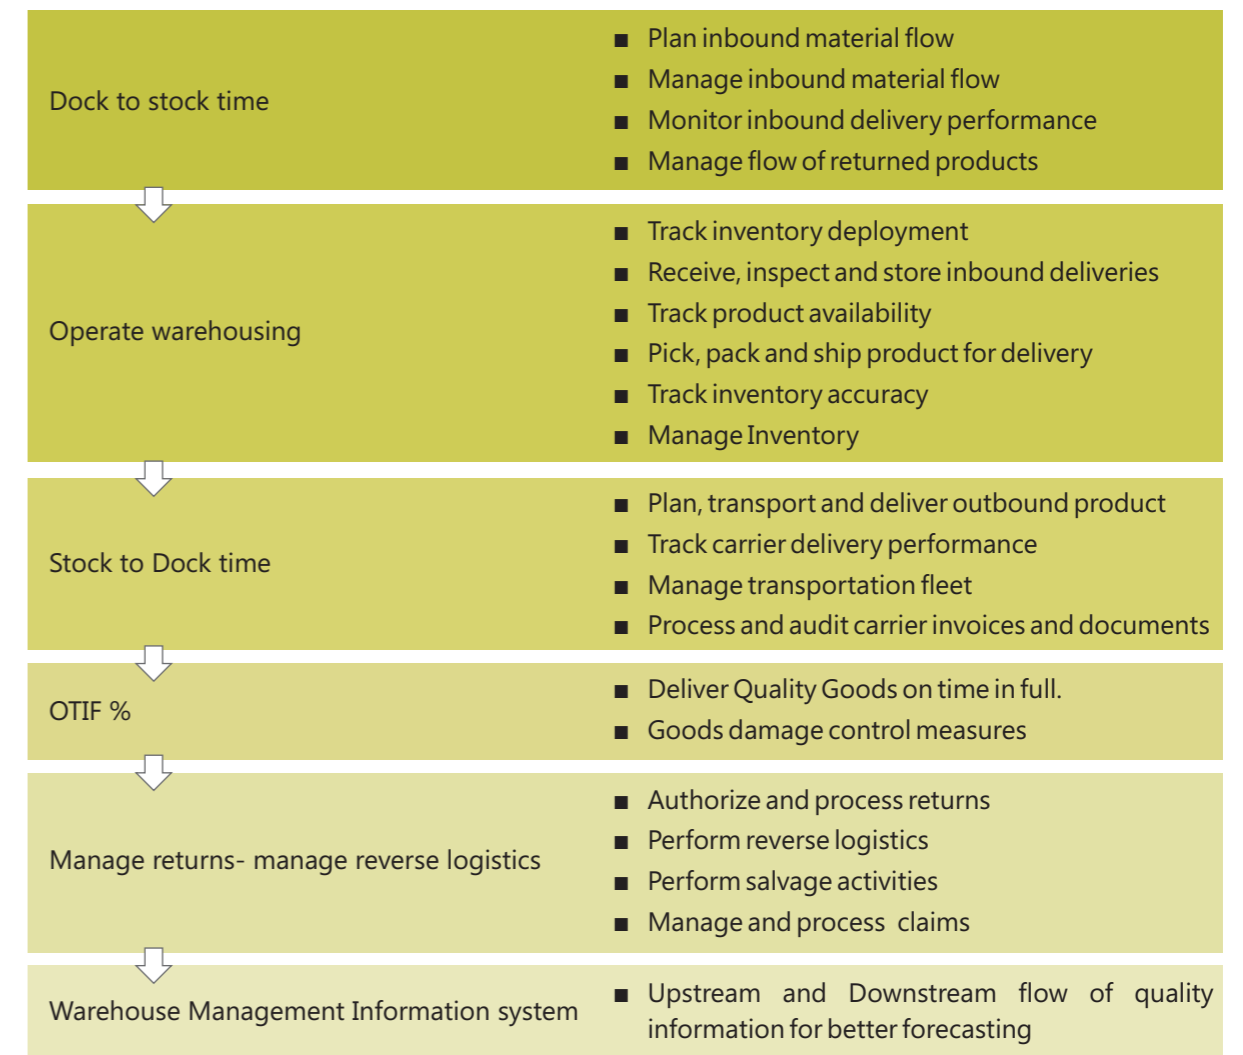 Dock to stock time
■ Plan inbound material flow
■ Manage inbound material flow
■ Monitor inbound delivery performance
■ Manage flow of returned products
Operate warehousing
■ Track inventory deployment
■ Receive, inspect and store inbound deliveries
■ Track product availability
■ Pick, pack and ship product for delivery
■ Track inventory accuracy
■ Manage Inventory
Stock to Dock time
■ Plan, transport and deliver outbound product
■ Track carrier delivery performance
■ Manage transportation fleet
■ Process and audit carrier invoices and documents
OTIF %
■ Deliver Quality Goods on time in full.
■ Goods damage control measures
Manage returns- manage reverse logistics
■ Authorize and process returns
■ Perform reverse logistics
■ Perform salvage activities
■ Manage and process claims
Warehouse Management Information system
■ Upstream and Downstream flow of quality
information for better forecasting